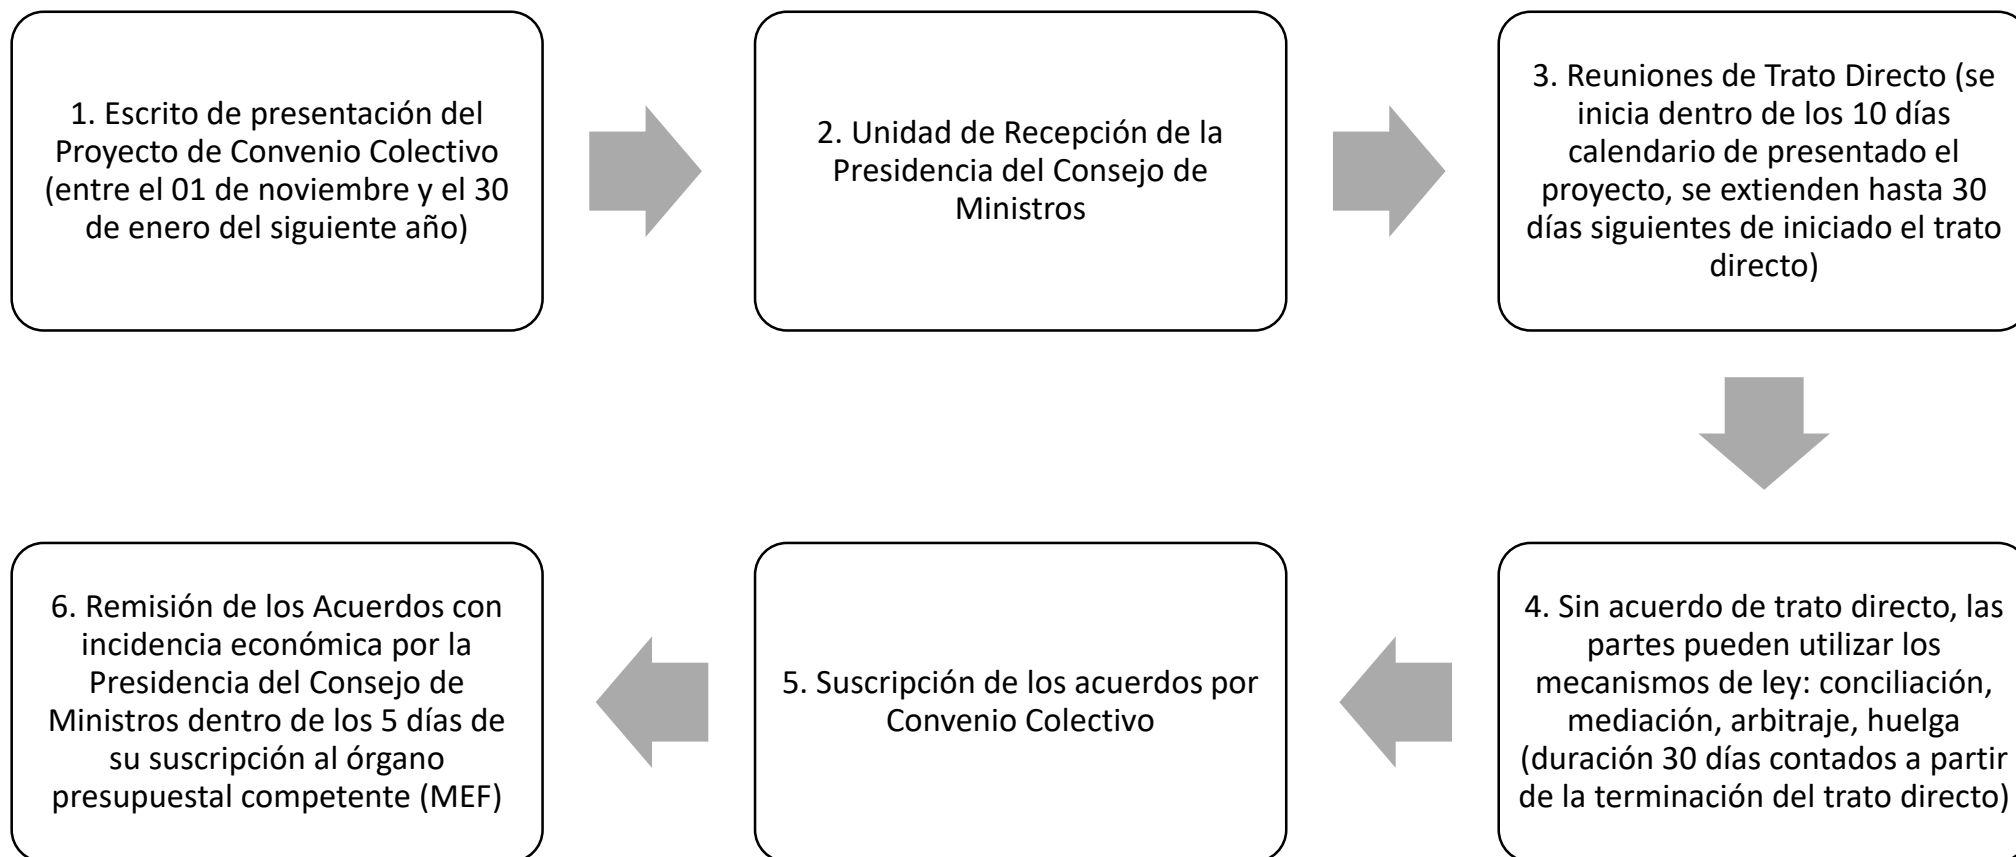 1. Escrito de presentación del
Proyecto de Convenio Colectivo
(entre el 01 de noviembre y el 30
de enero del siguiente año)
2. Unidad de Recepción de la
Presidencia del Consejo de
Ministros
3. Reuniones de Trato Directo (se
inicia dentro de los 10 días
calendario de presentado el
proyecto, se extienden hasta 30
días siguientes de iniciado el trato
directo)
4. Sin acuerdo de trato directo, las
partes pueden utilizar los
mecanismos de ley: conciliación,
mediación, arbitraje, huelga
(duración 30 días contados a partir
de la terminación del trato directo)
5. Suscripción de los acuerdos por
Convenio Colectivo
6. Remisión de los Acuerdos con
incidencia económica por la
Presidencia del Consejo de
Ministros dentro de los 5 días de
su suscripción al órgano
presupuestal competente (MEF)